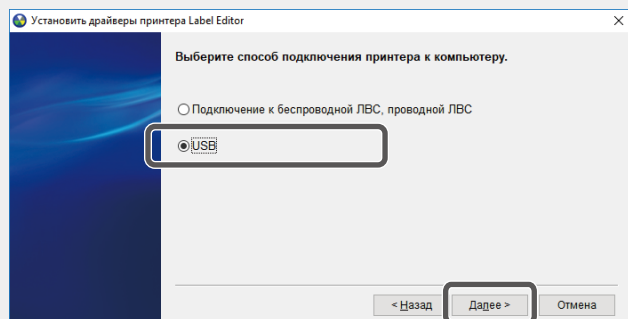 Установить драйверы принтера Label Editor
Выберите способ подключения принтера к компьютеру.
Подключение к беспроводной ЛВС, проводной ЛВС
USB
< Назад
Далее >
Отмена